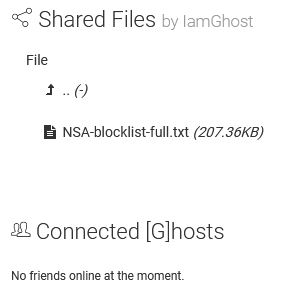 Shared Files by IamGhost
File
.. (-)
NSA-blocklist-full.txt (207.36KB)
Connected [G]hosts
No friends online at the moment.